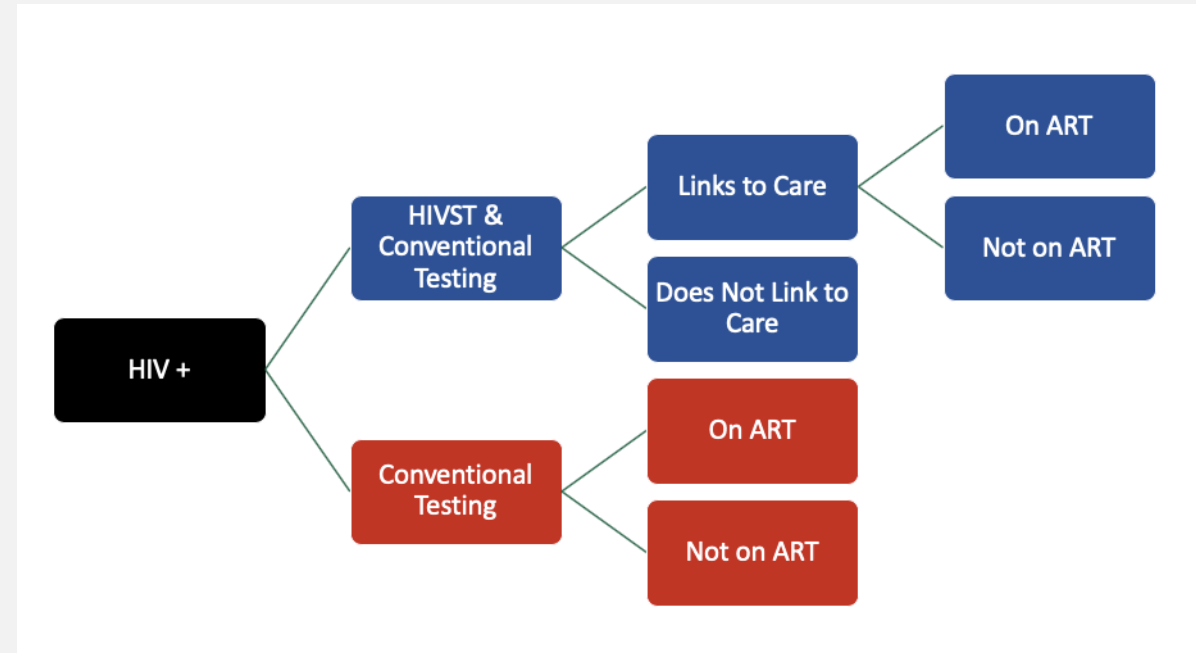 HIV +
HIVST &
Conventional
Testing
Links to Care
On ART
Not on ART
Does Not Link to
Care
Conventional
Testing
On ART
Not on ART